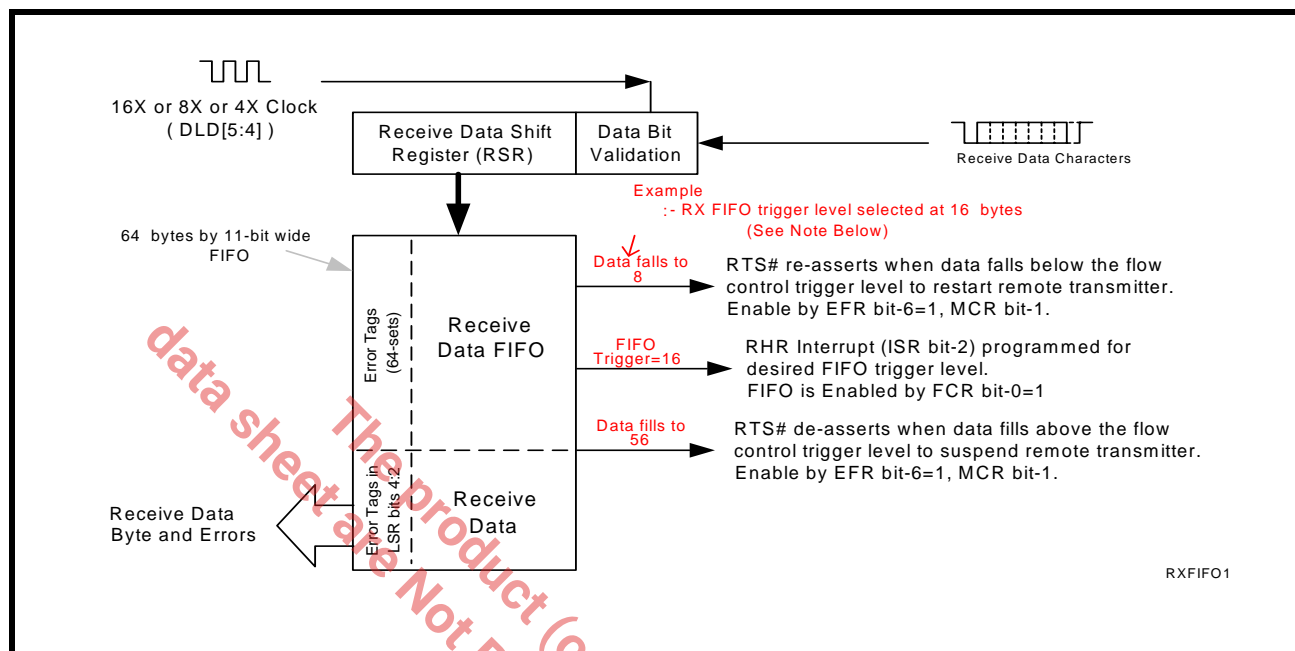 16X or 8X or 4X Clock
( DLD[5:4] )
Receive Data Shift
Register (RSR)
Data Bit
Validation
Receive Data Characters
Example
:- RX FIFO trigger level selected at 16 bytes
(See Note Below)
64 bytes by 11-bit wide
FIFO
Data falls to
8
RTS# re-asserts when data falls below the flow
control trigger level to restart remote transmitter.
Enable by EFR bit-6=1, MCR bit-1.
Error Tags
(64-sets)
Receive
Data FIFO
FIFO
Trigger=16
RHR Interrupt (ISR bit-2) programmed for
desired FIFO trigger level.
FIFO is Enabled by FCR bit-0=1
Data fills to
56
RTS# de-asserts when data fills above the flow
control trigger level to suspend remote transmitter.
Enable by EFR bit-6=1, MCR bit-1.
Error Tags in
LSR bits 4:2
Receive
Data
Receive Data
Byte and Errors
RXFIFO1
The product
data sheet are Not